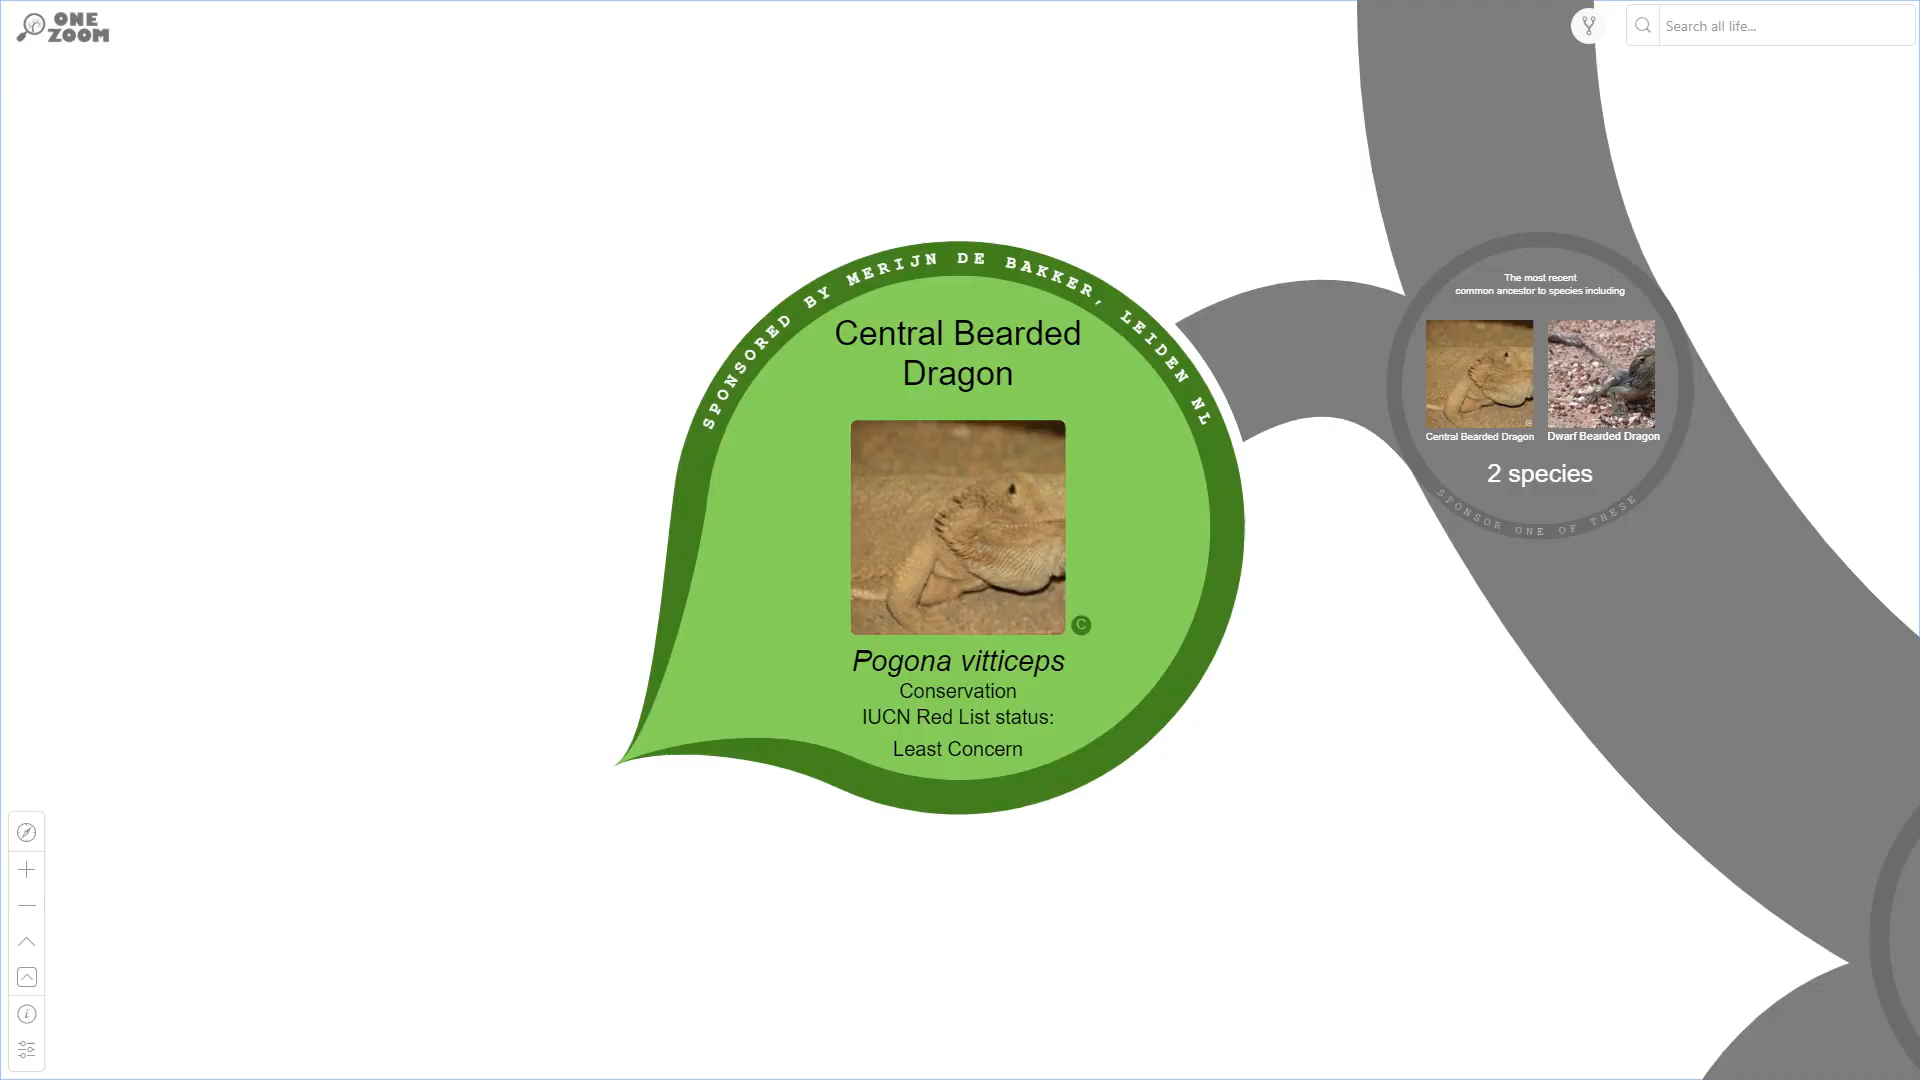 ONE
ZOOM
Search all life...
SPONSORED BY MERIJN DE BAKKER, LEIDEN NL
Central Bearded
Dragon
C
Pogona vitticeps
Conservation
IUCN Red List status:
Least Concern
The most recent
common ancestor to species including
Central Bearded Dragon
Dwarf Bearded Dragon
2 species
SPONSOR ONE OF THESE